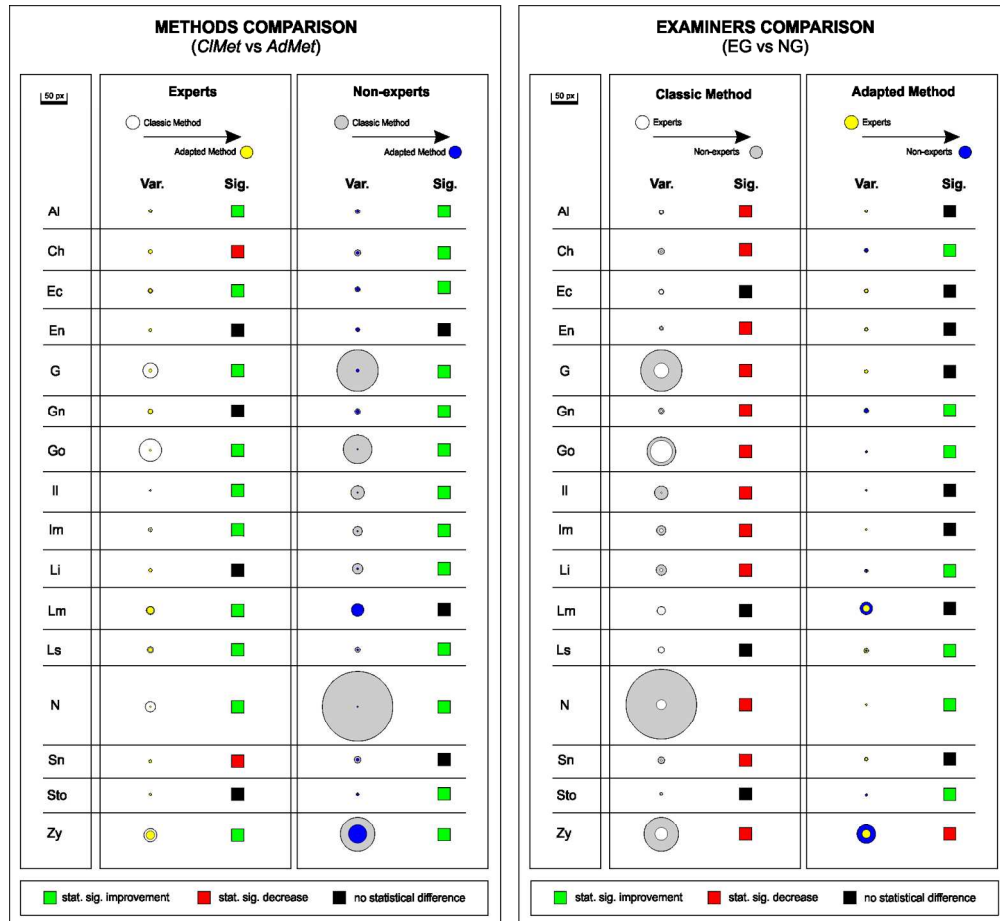 METHODS COMPARISON
(ClMet vs AdMet)
50 px
Experts
Classic Method
Adapted Method
Var. Sig.
Non-experts
Classic Method
Adapted Method
Var. Sig.
Al
Ch
Ec
En
G
Gn
Go
Il
Im
Li
Lm
Ls
N
Sn
Sto
Zy
stat. sig. improvement stat. sig. decrease no statistical difference
EXAMINERS COMPARISON
(EG vs NG)
50 px
Classic Method
Experts
Non-experts
Var. Sig.
Adapted Method
Experts
Non-experts
Var. Sig.
Al
Ch
Ec
En
G
Gn
Go
Il
Im
Li
Lm
Ls
N
Sn
Sto
Zy
stat. sig. improvement stat. sig. decrease no statistical difference